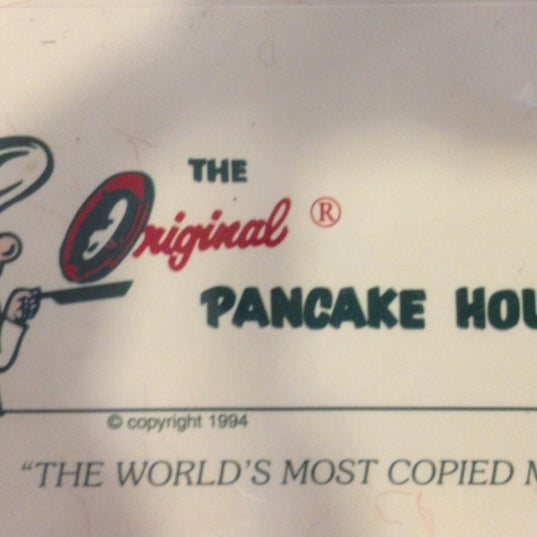 THE
Original ®
PANCAKE HOU
© copyright 1994
"THE WORLD'S MOST COPIED M